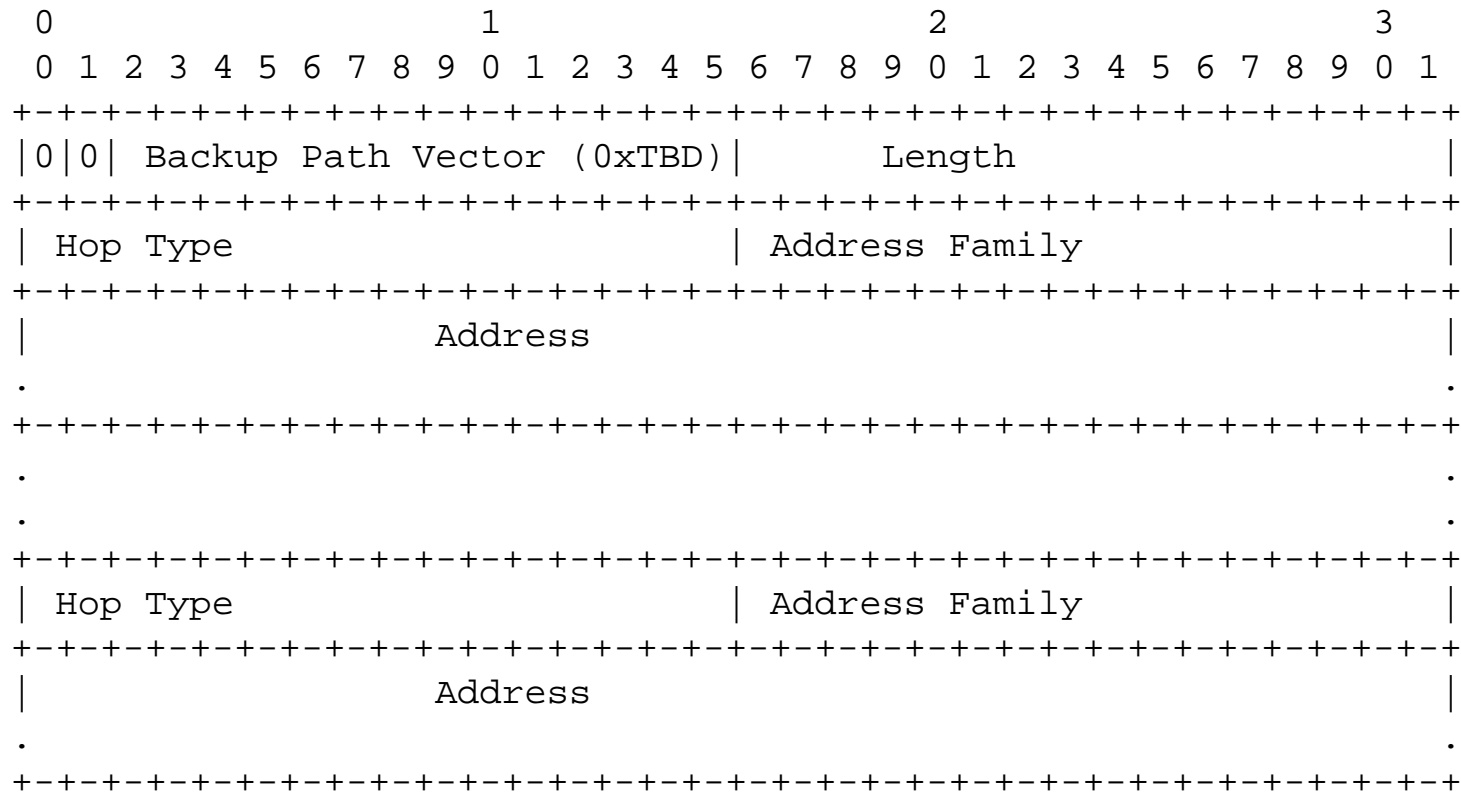 0                   1                   2                   3
 0 1 2 3 4 5 6 7 8 9 0 1 2 3 4 5 6 7 8 9 0 1 2 3 4 5 6 7 8 9 0 1
+-+-+-+-+-+-+-+-+-+-+-+-+-+-+-+-+-+-+-+-+-+-+-+-+-+-+-+-+-+-+-+-+
|0|0| Backup Path Vector (0xTBD)|      Length                   |
+-+-+-+-+-+-+-+-+-+-+-+-+-+-+-+-+-+-+-+-+-+-+-+-+-+-+-+-+-+-+-+-+
| Hop Type                      | Address Family                |
+-+-+-+-+-+-+-+-+-+-+-+-+-+-+-+-+-+-+-+-+-+-+-+-+-+-+-+-+-+-+-+-+
|                  Address                                      |
.                                                               .
+-+-+-+-+-+-+-+-+-+-+-+-+-+-+-+-+-+-+-+-+-+-+-+-+-+-+-+-+-+-+-+-+
.                                                               .
.                                                               .
+-+-+-+-+-+-+-+-+-+-+-+-+-+-+-+-+-+-+-+-+-+-+-+-+-+-+-+-+-+-+-+-+
| Hop Type                      | Address Family                |
+-+-+-+-+-+-+-+-+-+-+-+-+-+-+-+-+-+-+-+-+-+-+-+-+-+-+-+-+-+-+-+-+
|                  Address                                      |
.                                                               .
+-+-+-+-+-+-+-+-+-+-+-+-+-+-+-+-+-+-+-+-+-+-+-+-+-+-+-+-+-+-+-+-+